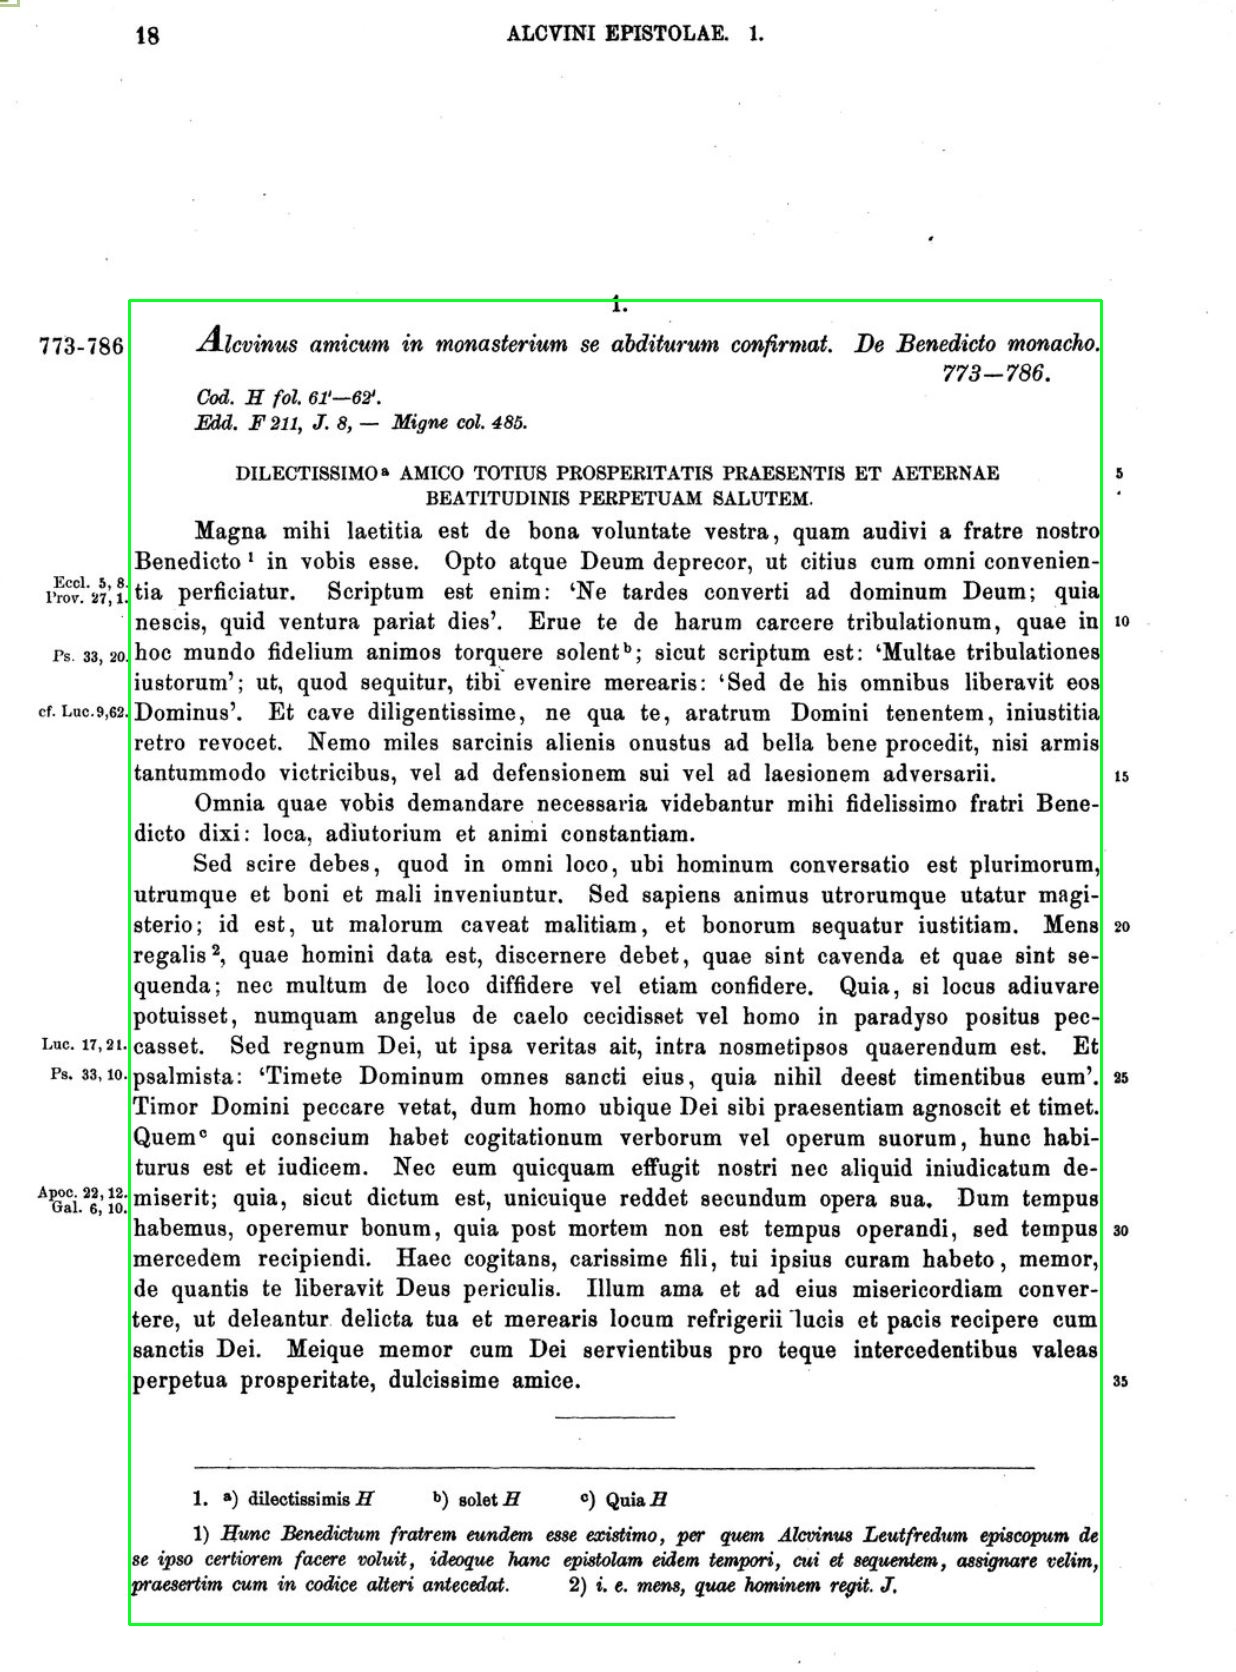 18
ALCVINI EPISTOLAE. 1.
1.
773-786
Alcvinus amicum in monasterium se abditurum confirmat. De Benedicto monacho.
773—786.
Cod. H fol. 61'—62'.
Edd. F 211, J. 8, — Migne col. 485.
DILECTISSIMO a AMICO TOTIUS PROSPERITATIS PRAESENTIS ET AETERNAE 5
BEATITUDINIS PERPETUAM SALUTEM.
Magna mihi laetitia est de bona voluntate vestra, quam audivi a fratre nostro
Benedicto 1 in vobis esse. Opto atque Deum deprecor, ut citius cum omni convenien-
Eccl. 5, 8.
Prov. 27, 1.
tia perficiatur. Scriptum est enim: ‘Ne tardes converti ad dominum Deum; quia
nescis, quid ventura pariat dies’. Erue te de harum carcere tribulationum, quae in 10
Ps. 33, 20.
hoc mundo fidelium animos torquere solent b; sicut scriptum est: ‘Multae tribulationes
iustorum’; ut, quod sequitur, tibi evenire merearis: ‘Sed de his omnibus liberavit eos
cf. Luc. 9,62.
Dominus’. Et cave diligentissime, ne qua te, aratrum Domini tenentem, iniustitia
retro revocet. Nemo miles sarcinis alienis onustus ad bella bene procedit, nisi armis
tantummodo victricibus, vel ad defensionem sui vel ad laesionem adversarii. 15
Omnia quae vobis demandare necessaria videbantur mihi fidelissimo fratri Bene-
dicto dixi: loca, adiutorium et animi constantiam.
Sed scire debes, quod in omni loco, ubi hominum conversatio est plurimorum,
utrumque et boni et mali inveniuntur. Sed sapiens animus utrorumque utatur magi-
sterio; id est, ut malorum caveat malitiam, et bonorum sequatur iustitiam. Mens 20
regalis 2, quae homini data est, discernere debet, quae sint cavenda et quae sint se-
quenda; nec multum de loco diffidere vel etiam confidere. Quia, si locus adiuvare
potuisset, numquam angelus de caelo cecidisset vel homo in paradyso positus pec-
Luc. 17, 21.
casset. Sed regnum Dei, ut ipsa veritas ait, intra nosmetipsos quaerendum est. Et
Ps. 33, 10.
psalmista: ‘Timete Dominum omnes sancti eius, quia nihil deest timentibus eum’. 25
Timor Domini peccare vetat, dum homo ubique Dei sibi praesentiam agnoscit et timet.
Quem c qui conscium habet cogitationum verborum vel operum suorum, hunc habi-
turus est et iudicem. Nec eum quicquam effugit nostri nec aliquid iniudicatum de-
Apoc. 22, 12.
Gal. 6, 10.
miserit; quia, sicut dictum est, unicuique reddet secundum opera sua. Dum tempus
habemus, operemur bonum, quia post mortem non est tempus operandi, sed tempus 30
mercedem recipiendi. Haec cogitans, carissime fili, tui ipsius curam habeto, memor,
de quantis te liberavit Deus periculis. Illum ama et ad eius misericordiam conver-
tere, ut deleantur delicta tua et merearis locum refrigerii lucis et pacis recipere cum
sanctis Dei. Meique memor cum Dei servientibus pro teque intercedentibus valeas
perpetua prosperitate, dulcissime amice. 35
1. a) dilectissimis H b) solet H c) Quia H
1) Hunc Benedictum fratrem eundem esse existimo, per quem Alcvinus Leutfredum episcopum de
se ipso certiorem facere voluit, ideoque hanc epistolam eidem tempori, cui et sequentem, assignare velim,
praesertim cum in codice alteri antecedat. 2) i. e. mens, quae hominem regit. J.